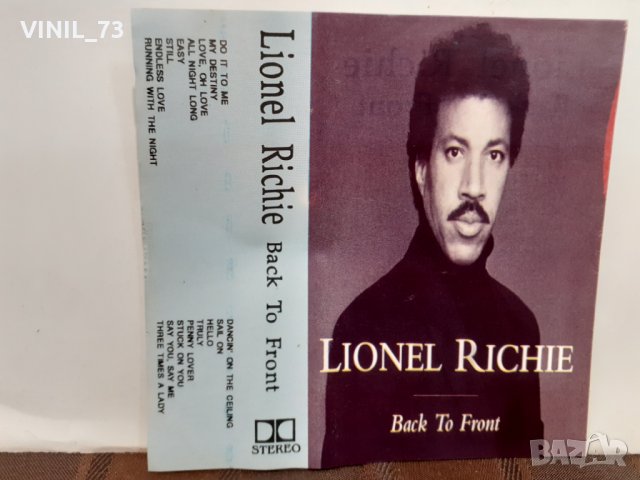 VINIL_73
DO IT TO ME
MY DESTINY
LOVE, OH LOVE
ALL NIGHT LONG
EASY
STILL
ENDLESS LOVE
RUNNING WITH THE NIGHT
Lionel Richie Back To Front
DANCIN' ON THE CEILING
SAIL ON
HELLO
TRULY
PENNY LOVER
STUCK ON YOU
SAY YOU, SAY ME
THREE TIMES A LADY
STEREO
LIONEL RICHIE
Back To Front
BAZAR